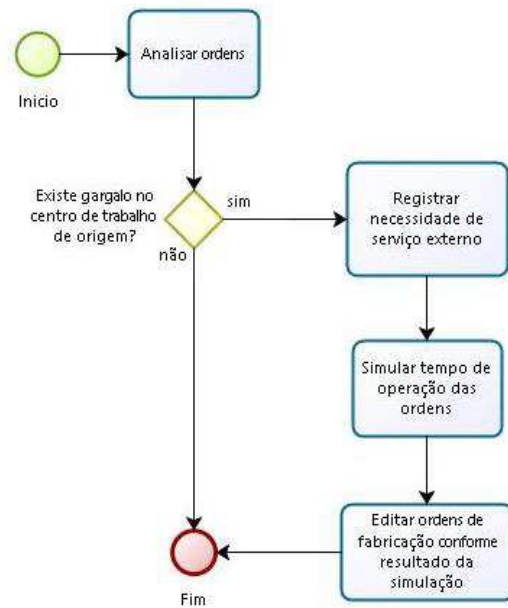 Analisar ordens
Inicio
Existe gargalo no
centro de trabalho
de origem?
sim
não
Registrar
necessidade de
serviço externo
Simular tempo de
operação das
ordens
Editar ordens de
fabricação conforme
resultado da
simulação
Fim